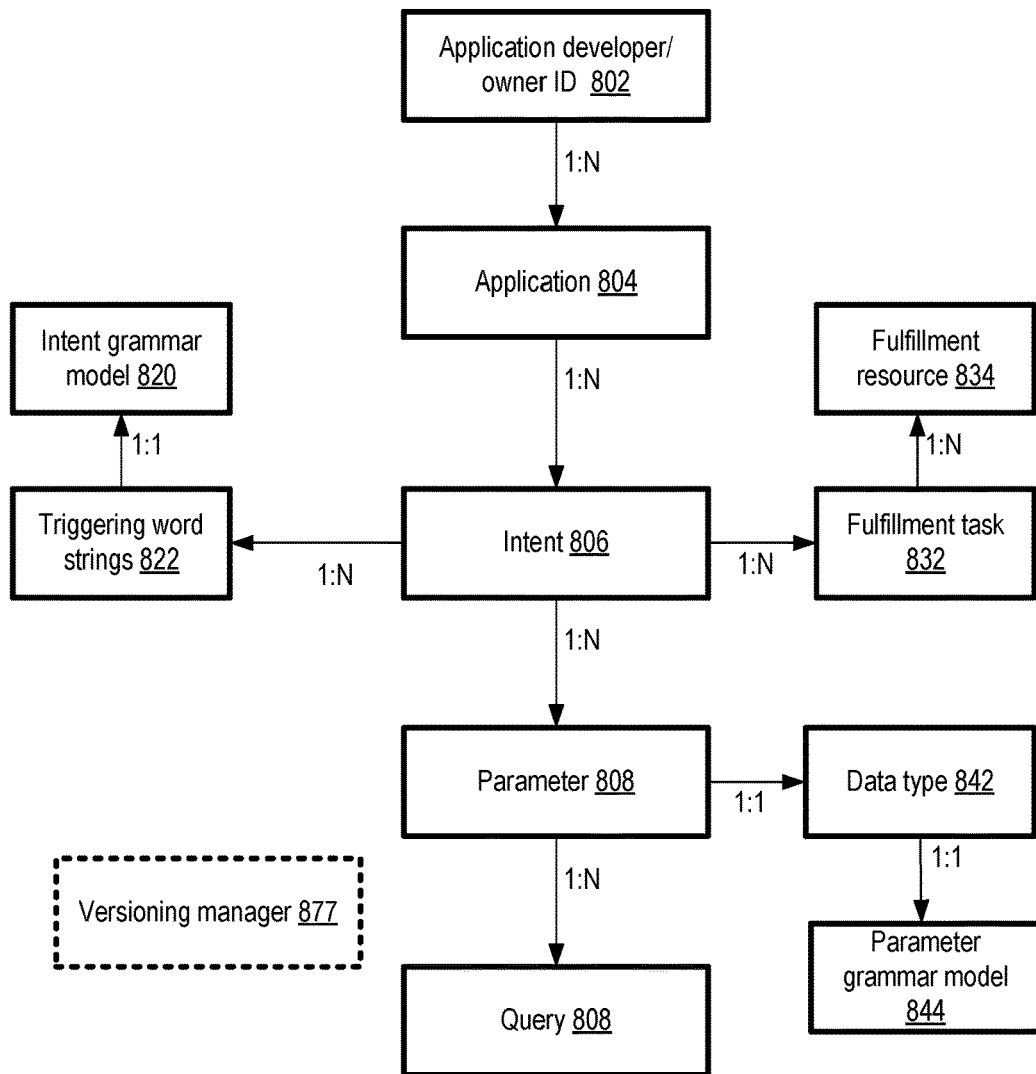 Application developer/
owner ID 802
1:N
Application 804
1:N
Intent grammar
model 820
Fulfillment
resource 834
1:1
1:N
Triggering word
strings 822
1:N
Intent 806
1:N
Fulfillment task
832
1:N
Parameter 808
1:1
Data type 842
1:N
1:1
Versioning manager 877
Parameter
grammar model
844
Query 808